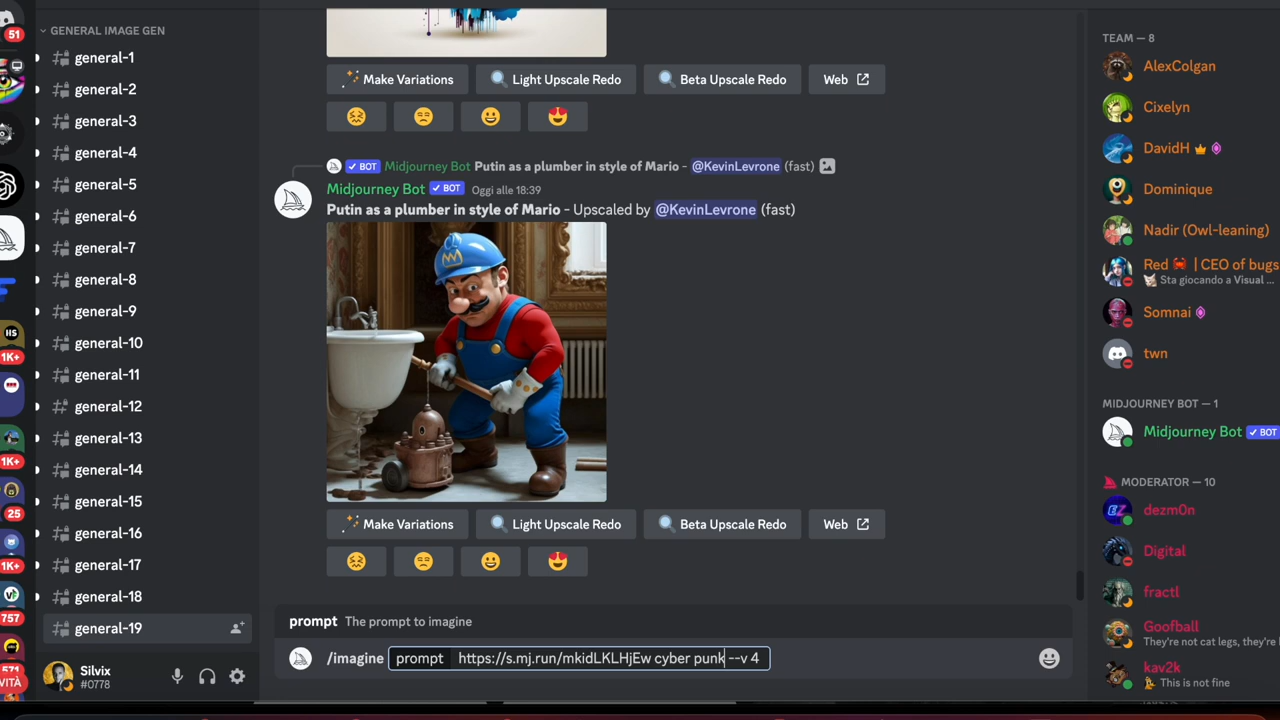 51
1K+
1K+
25
1K+
757
571
VITÀ
HS
GENERAL IMAGE GEN
general-1
general-2
general-3
general-4
general-5
general-6
general-7
general-8
general-9
general-10
general-11
general-12
general-13
general-14
general-15
general-16
general-17
general-18
general-19
Silvix
#0778
Make Variations
Light Upscale Redo
Beta Upscale Redo
Web
✓ BOT Midjourney Bot Putin as a plumber in style of Mario - @KevinLevrone (fast)
Midjourney Bot ✓ BOT Oggi alle 18:39
Putin as a plumber in style of Mario - Upscaled by @KevinLevrone (fast)
M
Make Variations
Light Upscale Redo
Beta Upscale Redo
Web
prompt The prompt to imagine
/imagine prompt https://s.mj.run/mkidLKLHjEw cyber punk --v 4
TEAM — 8
AlexColgan
Cixelyn
DavidH
Dominique
Nadir (Owl-leaning)
Red | CEO of bugs
Sta giocando a Visual ...
Somnai
twn
MIDJOURNEY BOT — 1
Midjourney Bot ✓ BOT
MODERATOR — 10
EZ
dezm0n
Digital
fractl
Goofball
They're not cat legs, they're
kav2k
This is not fine